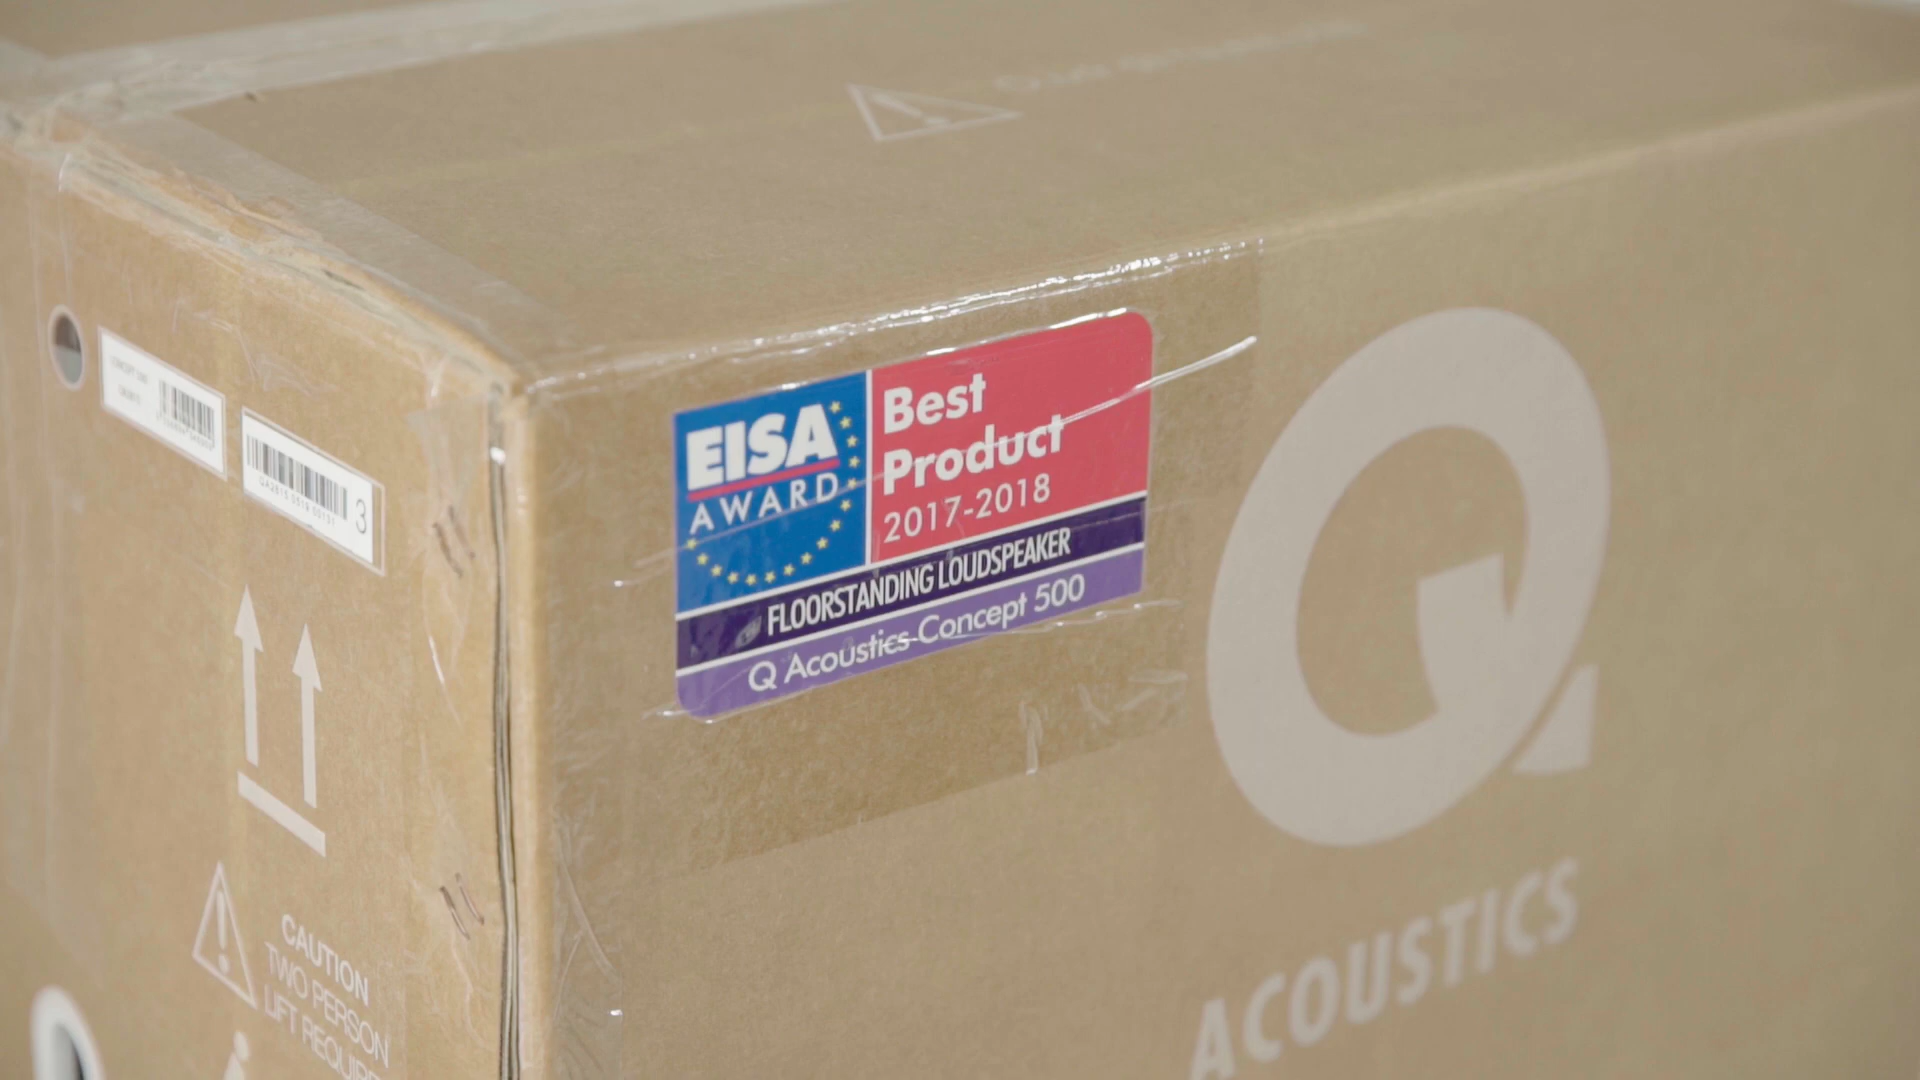 EISA
AWARD
Best
Product
2017-2018
FLOORSTANDING LOUDSPEAKER
Q Acoustics Concept 500
Q
ACOUSTICS
3
CAUTION
TWO PERSON
LIFT REQUIRE